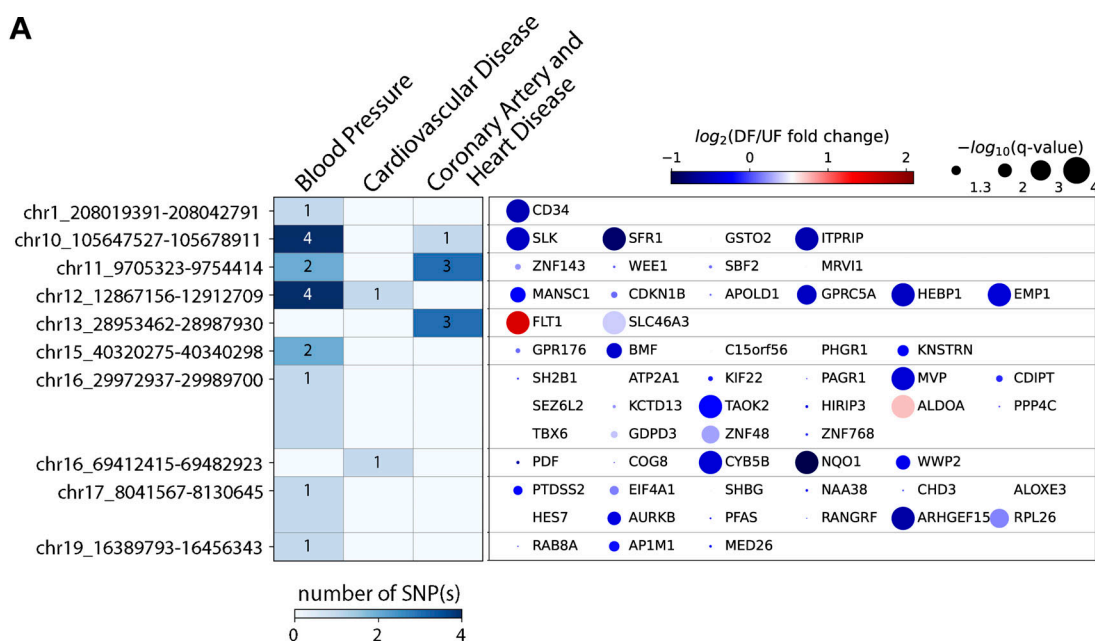 A
Blood Pressure
Cardiovascular Disease
Coronary Artery and
Heart Disease
log2(DF/UF fold change)
−1 0 1 2
−log10(q-value)
1.3 2 3 4
chr1_208019391-208042791 1 CD34
chr10_105647527-105678911 4 1 SLK SFR1 GSTO2 ITPRIP
chr11_9705323-9754414 2 3 ZNF143 WEE1 SBF2 MRVI1
chr12_12867156-12912709 4 1 MANSC1 CDKN1B APOLD1 GPRC5A HEBP1 EMP1
chr13_28953462-28987930 3 FLT1 SLC46A3
chr15_40320275-40340298 2 GPR176 BMF C15orf56 PHGR1 KNSTRN
chr16_29972937-29989700 1 SH2B1 ATP2A1 KIF22 PAGR1 MVP CDIPT
SEZ6L2 KCTD13 TAOK2 HIRIP3 ALDOA PPP4C
TBX6 GDPD3 ZNF48 ZNF768
chr16_69412415-69482923 1 PDF COG8 CYB5B NQO1 WWP2
chr17_8041567-8130645 1 PTDSS2 EIF4A1 SHBG NAA38 CHD3 ALOXE3
HES7 AURKB PFAS RANGRF ARHGEF15 RPL26
chr19_16389793-16456343 1 RAB8A AP1M1 MED26
number of SNP(s)
0 2 4